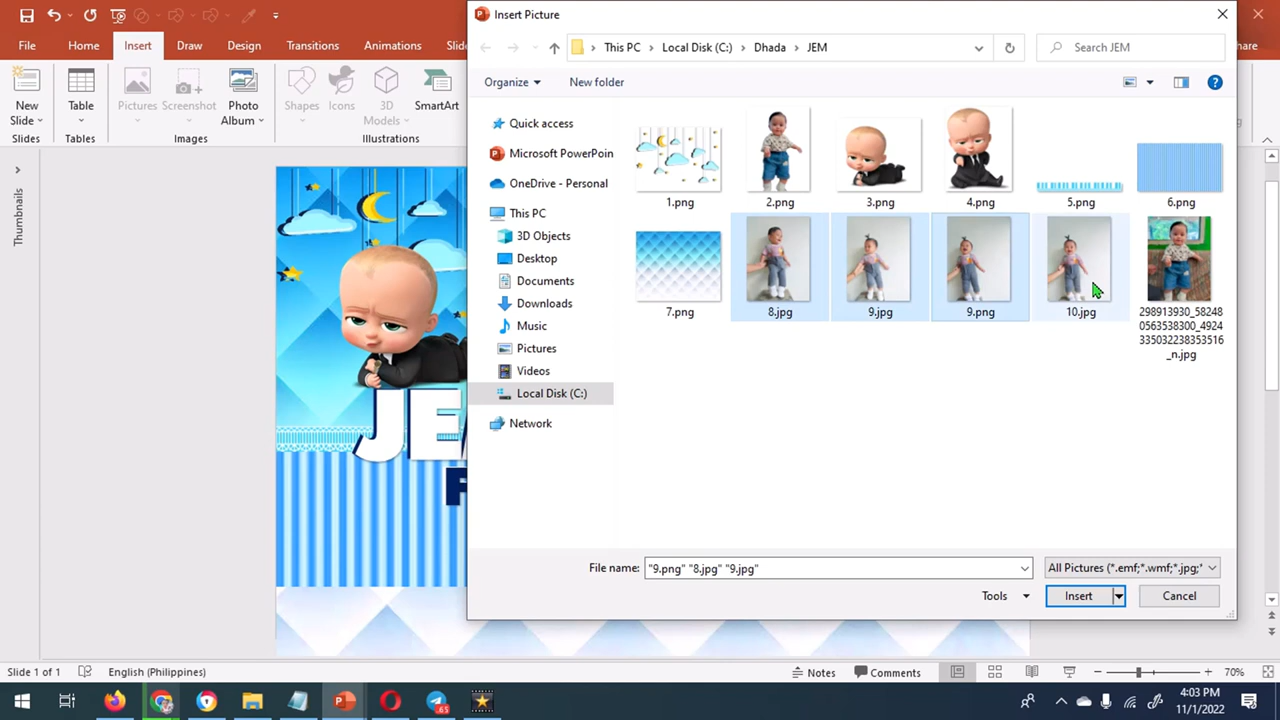 Insert Picture
This PC > Local Disk (C:) > Dhada > JEM
Search JEM
File Home Insert Draw Design Transitions Animations Slid
hare
Organize New folder
New Slide
Table
Pictures
Screenshot
Photo Album
Shapes
Icons
3D Models
SmartArt
Slides Tables Images Illustrations
Thumbnails
Quick access
Microsoft PowerPoin
OneDrive - Personal
This PC
3D Objects
Desktop
Documents
Downloads
Music
Pictures
Videos
Local Disk (C:)
Network
1.png 2.png 3.png 4.png 5.png 6.png
7.png 8.jpg 9.jpg 9.png 10.jpg
298913930_58248
0563538300_4924
335032238353516
_n.jpg
JE
F
File name: "9.png" "8.jpg" "9.jpg"
All Pictures (*.emf;*.wmf;*.jpg;*
Tools Insert Cancel
Slide 1 of 1 English (Philippines) Notes Comments 70%
65
4:03 PM
11/1/2022